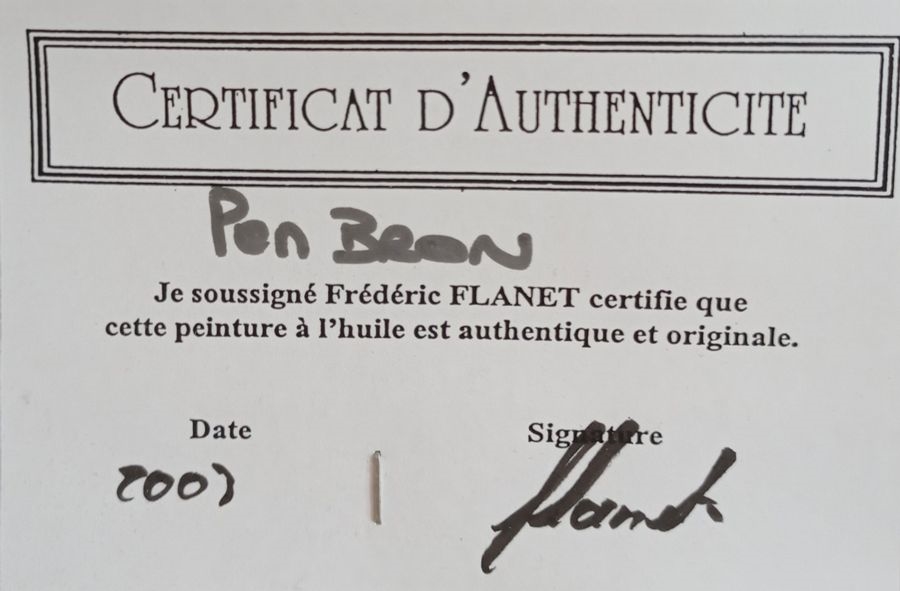 CERTIFICAT D'AUTHENTICITE
Pen BRON
Je soussigné Frédéric FLANET certifie que
cette peinture à l'huile est authentique et originale.
Date
Signature
2003
Flanet